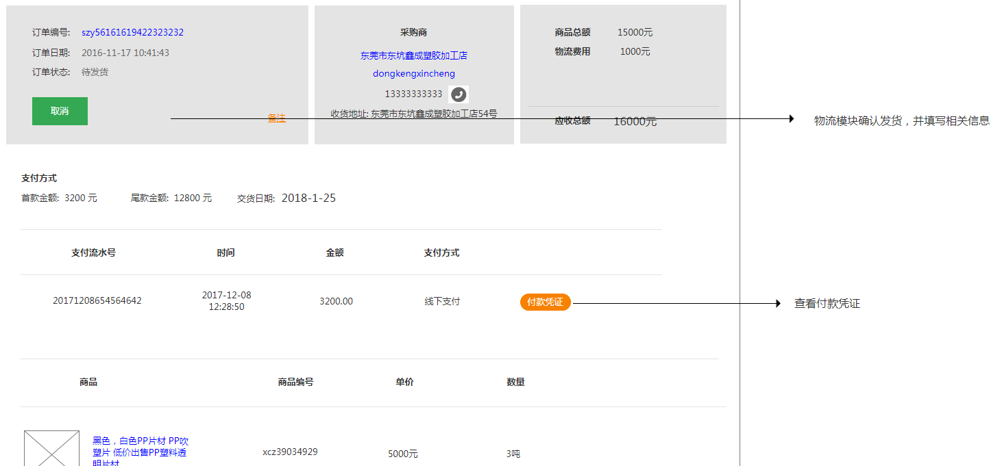 订单编号: szy56161619422323232
订单日期: 2016-11-17 10:41:43
订单状态: 待发货
取消
备注
采购商
东莞市东坑鑫成塑胶加工店
dongkengxincheng
13333333333
收货地址: 东莞市东坑鑫成塑胶加工店54号
商品总额 15000元
物流费用 1000元
应收总额 16000元
物流模块确认发货，并填写相关信息
支付方式
首款金额: 3200 元 尾款金额: 12800 元 交货日期: 2018-1-25
支付流水号 时间 金额 支付方式
20171208654564642 2017-12-08 12:28:50 3200.00 线下支付 付款凭证
查看付款凭证
商品 商品编号 单价 数量
黑色，白色PP片材 PP吹
塑片 低价出售PP塑料透
明片材
xcz39034929 5000元 3吨